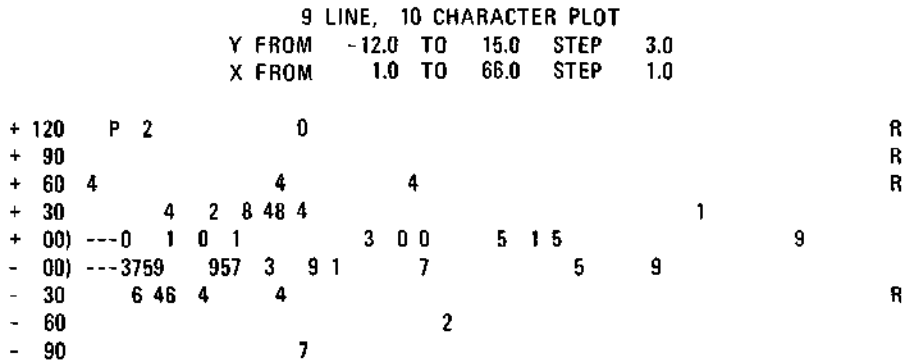 9 LINE, 10 CHARACTER PLOT
Y FROM -12.0 TO 15.0 STEP 3.0
X FROM 1.0 TO 66.0 STEP 1.0
+ 120 P 2 0 R
+ 90 R
+ 60 4 4 4 R
+ 30 4 2 8 48 4 1
+ 00) ---0 1 0 1 3 0 0 5 1 5 9
- 00) ---3759 957 3 9 1 7 5 9
- 30 6 46 4 4 R
- 60 2
- 90 7